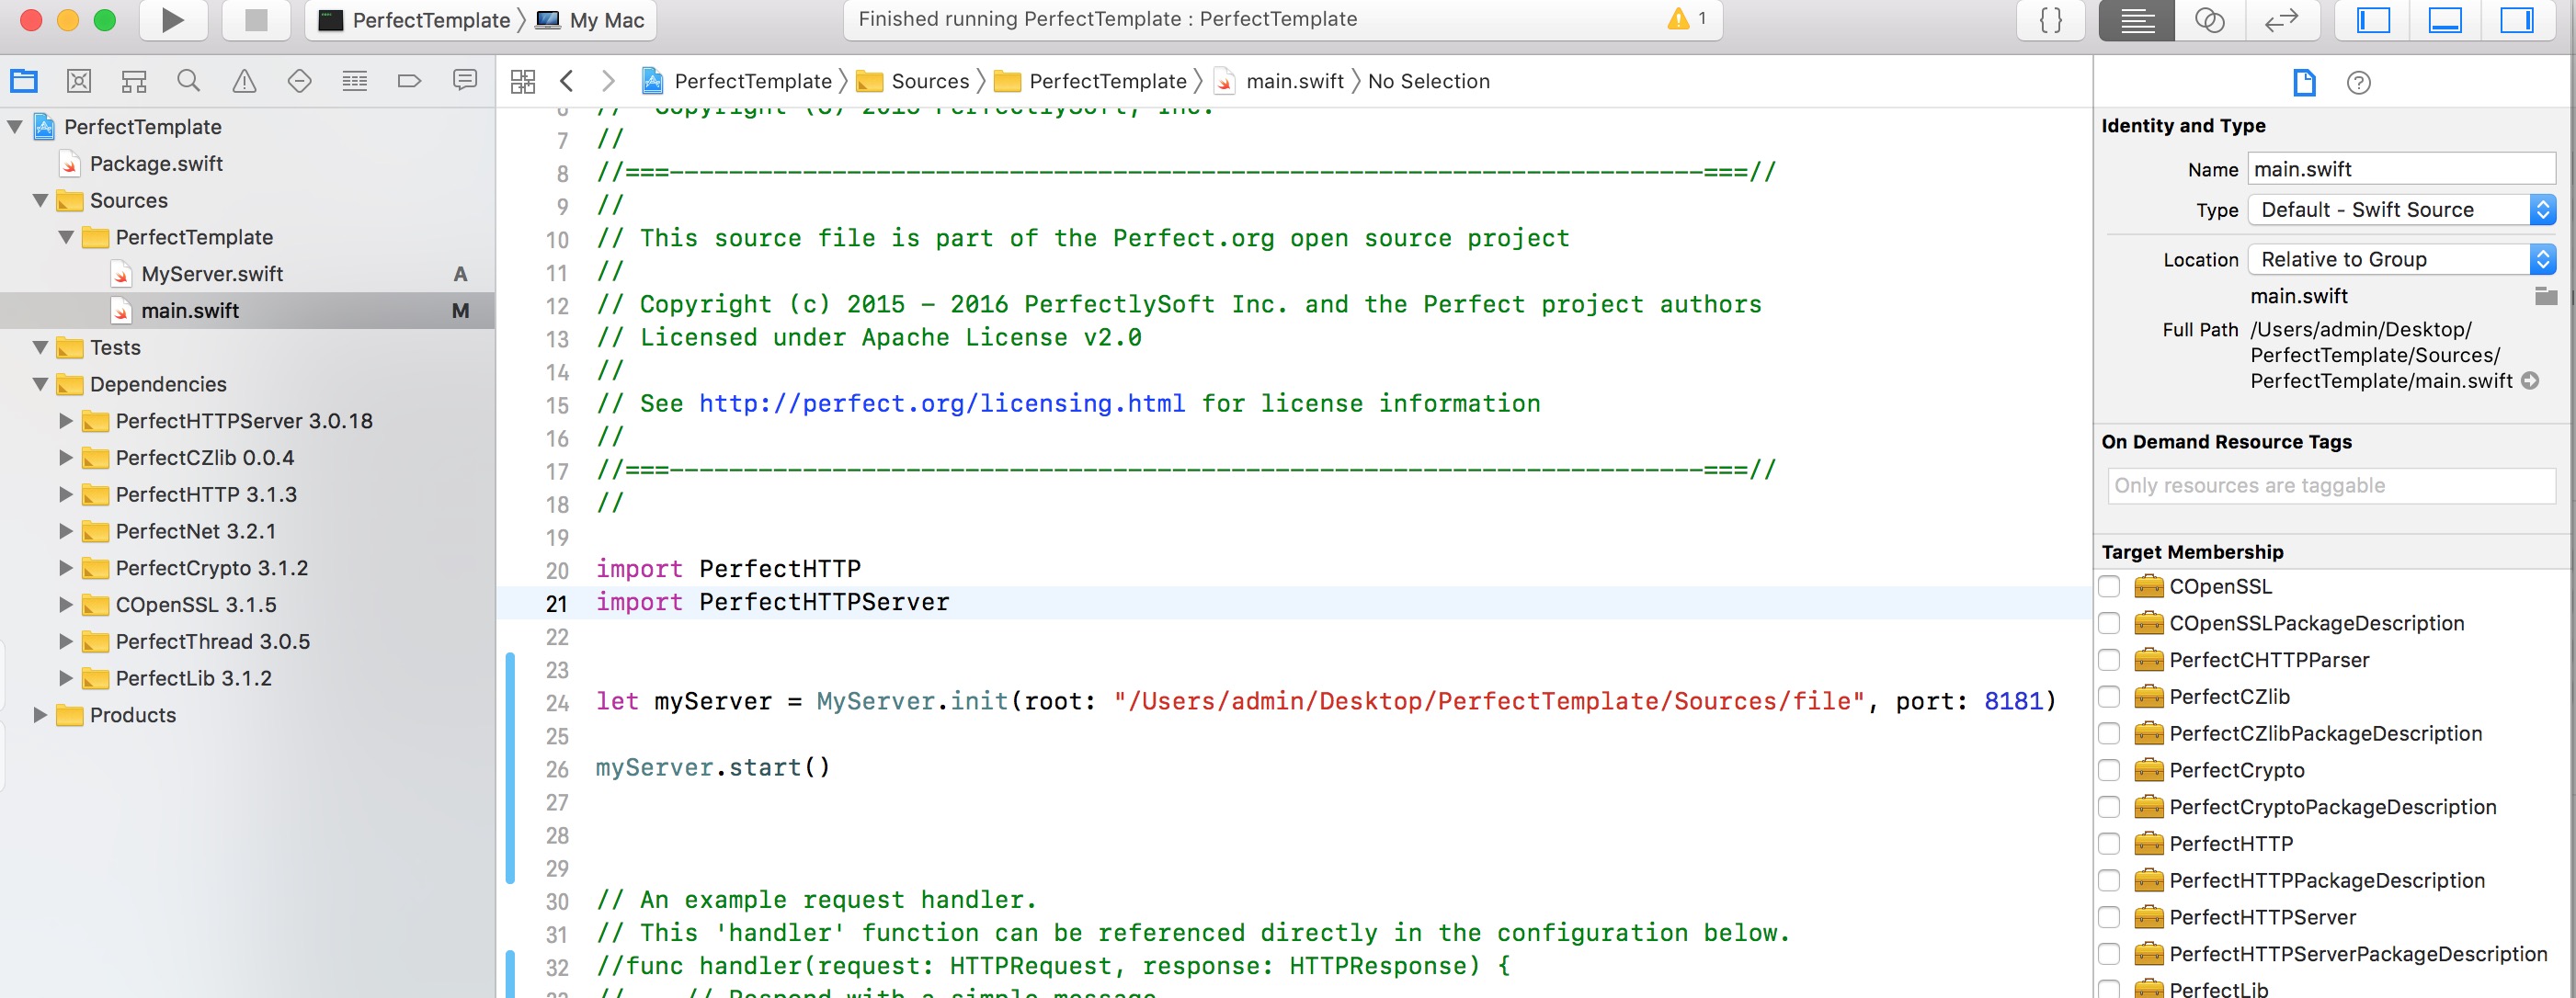 PerfectTemplate 〉 My Mac
Finished running PerfectTemplate : PerfectTemplate
1
{ }
PerfectTemplate
Package.swift
Sources
PerfectTemplate
MyServer.swift A
main.swift M
Tests
Dependencies
PerfectHTTPServer 3.0.18
PerfectCZlib 0.0.4
PerfectHTTP 3.1.3
PerfectNet 3.2.1
PerfectCrypto 3.1.2
COpenSSL 3.1.5
PerfectThread 3.0.5
PerfectLib 3.1.2
Products
PerfectTemplate 〉 Sources 〉 PerfectTemplate 〉 main.swift 〉 No Selection
6 //  Copyright (C) 2015 PerfectlySoft, Inc.
7 //
8 //===----------------------------------------------------------------------===//
9 //
10 // This source file is part of the Perfect.org open source project
11 //
12 // Copyright (c) 2015 - 2016 PerfectlySoft Inc. and the Perfect project authors
13 // Licensed under Apache License v2.0
14 //
15 // See http://perfect.org/licensing.html for license information
16 //
17 //===----------------------------------------------------------------------===//
18 //
19
20 import PerfectHTTP
21 import PerfectHTTPServer
22
23
24 let myServer = MyServer.init(root: "/Users/admin/Desktop/PerfectTemplate/Sources/file", port: 8181)
25
26 myServer.start()
27
28
29
30 // An example request handler.
31 // This 'handler' function can be referenced directly in the configuration below.
32 //func handler(request: HTTPRequest, response: HTTPResponse) {
33 //    // Respond with a simple message.
Identity and Type
Name main.swift
Type Default - Swift Source
Location Relative to Group
main.swift
Full Path /Users/admin/Desktop/
PerfectTemplate/Sources/
PerfectTemplate/main.swift
On Demand Resource Tags
Only resources are taggable
Target Membership
COpenSSL
COpenSSLPackageDescription
PerfectCHTTPParser
PerfectCZlib
PerfectCZlibPackageDescription
PerfectCrypto
PerfectCryptoPackageDescription
PerfectHTTP
PerfectHTTPPackageDescription
PerfectHTTPServer
PerfectHTTPServerPackageDescription
PerfectLib